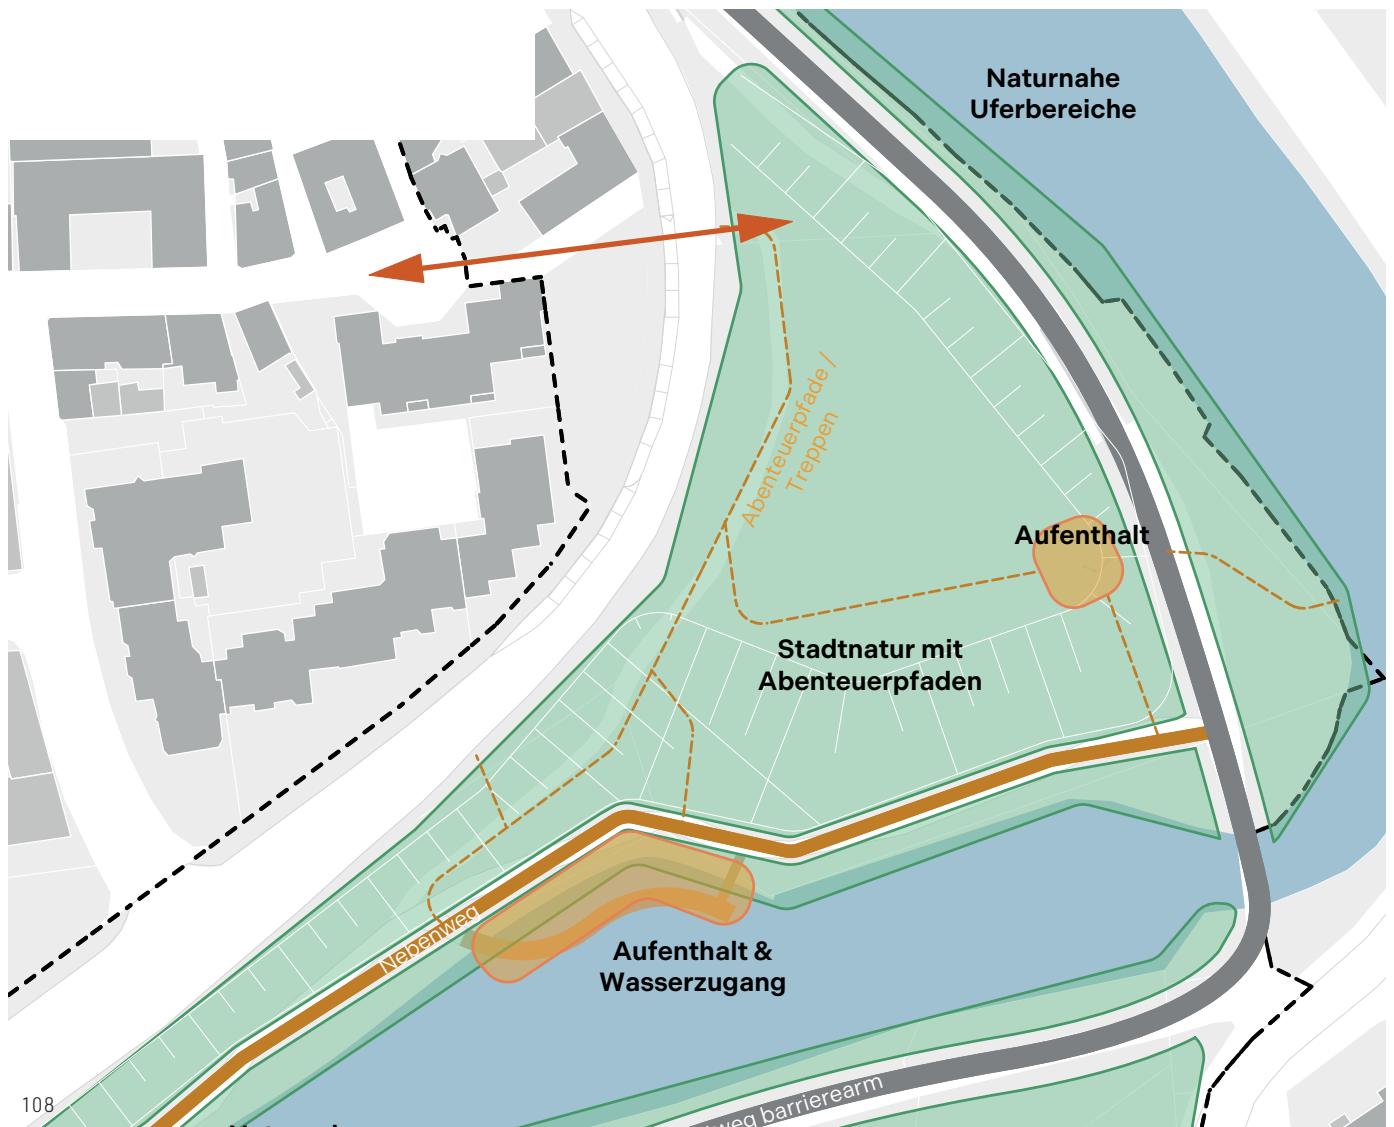 Naturnahe
Uferbereiche
Abenteuerpfade /
Treppen
Aufenthalt
Stadtnatur mit
Abenteuerpfaden
Nebenweg
Aufenthalt &
Wasserzugang
weg barrierearm
108